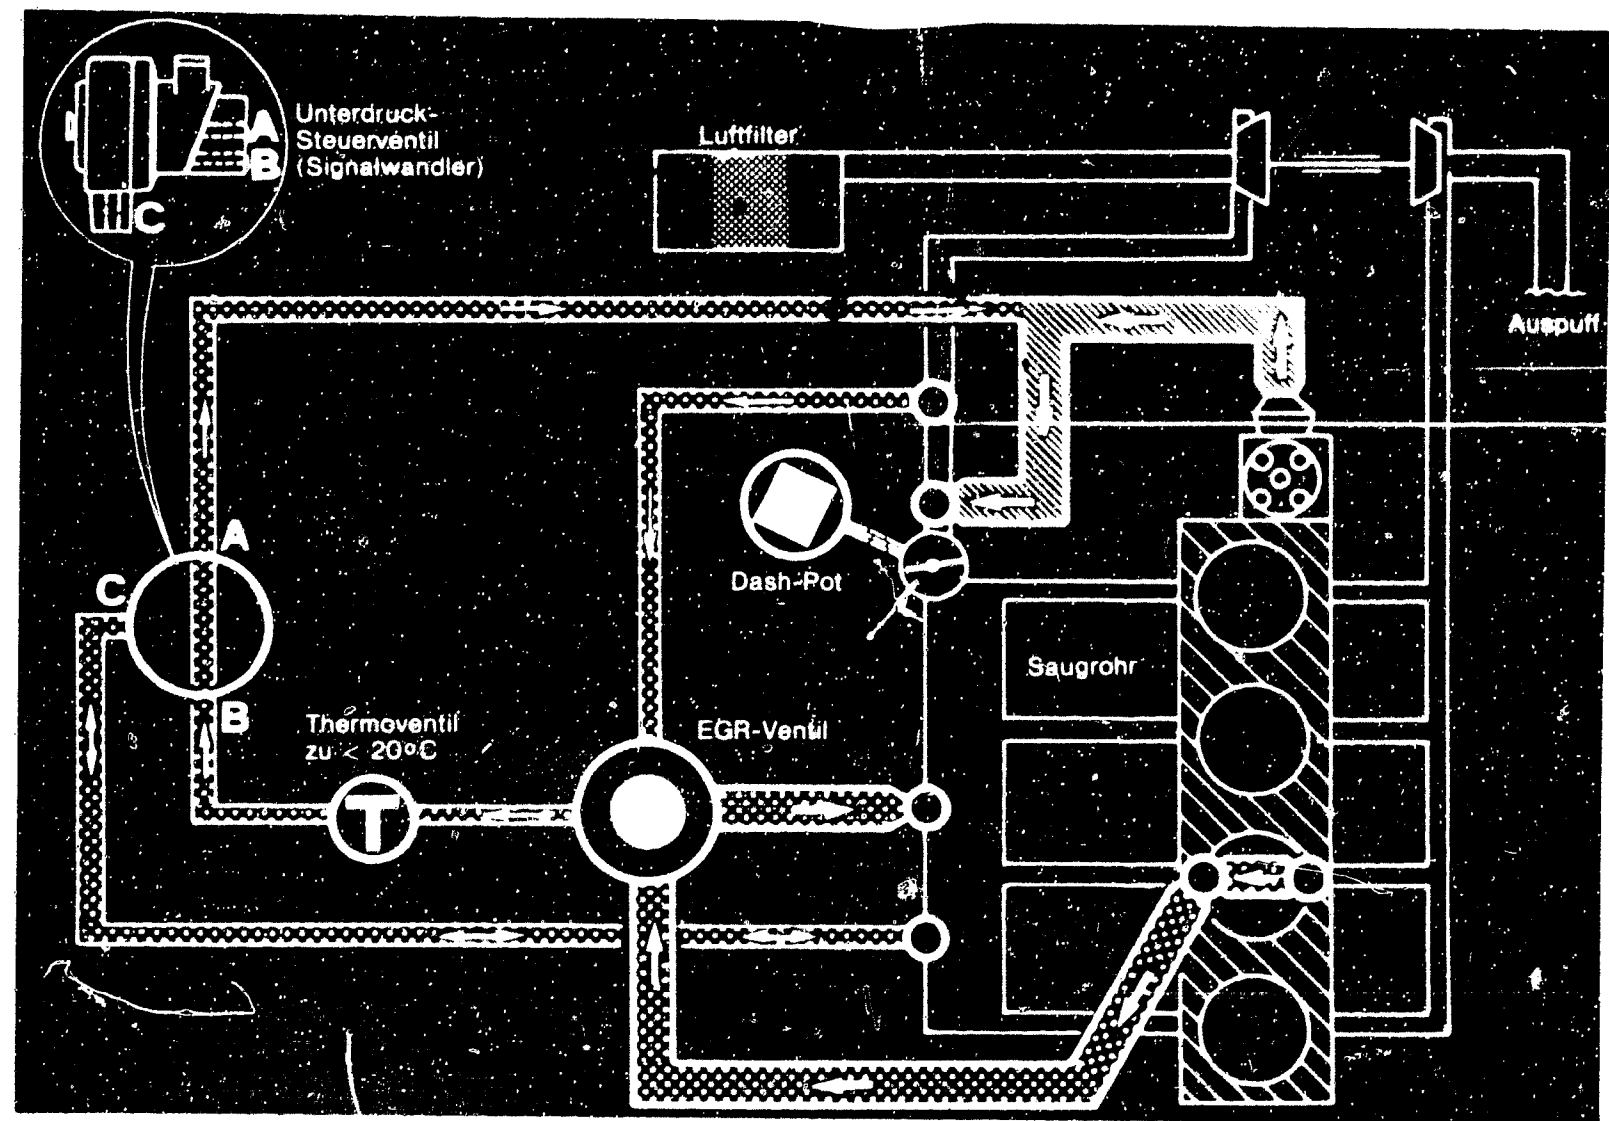 A
Unterdruck-
Steuerventil
B
(Signalwandler)
C
Luftfilter
Auspuff
A
C
Dash-Pot
Saugrohr
B
Thermoventil
zu < 20°C
EGR-Ventil
T